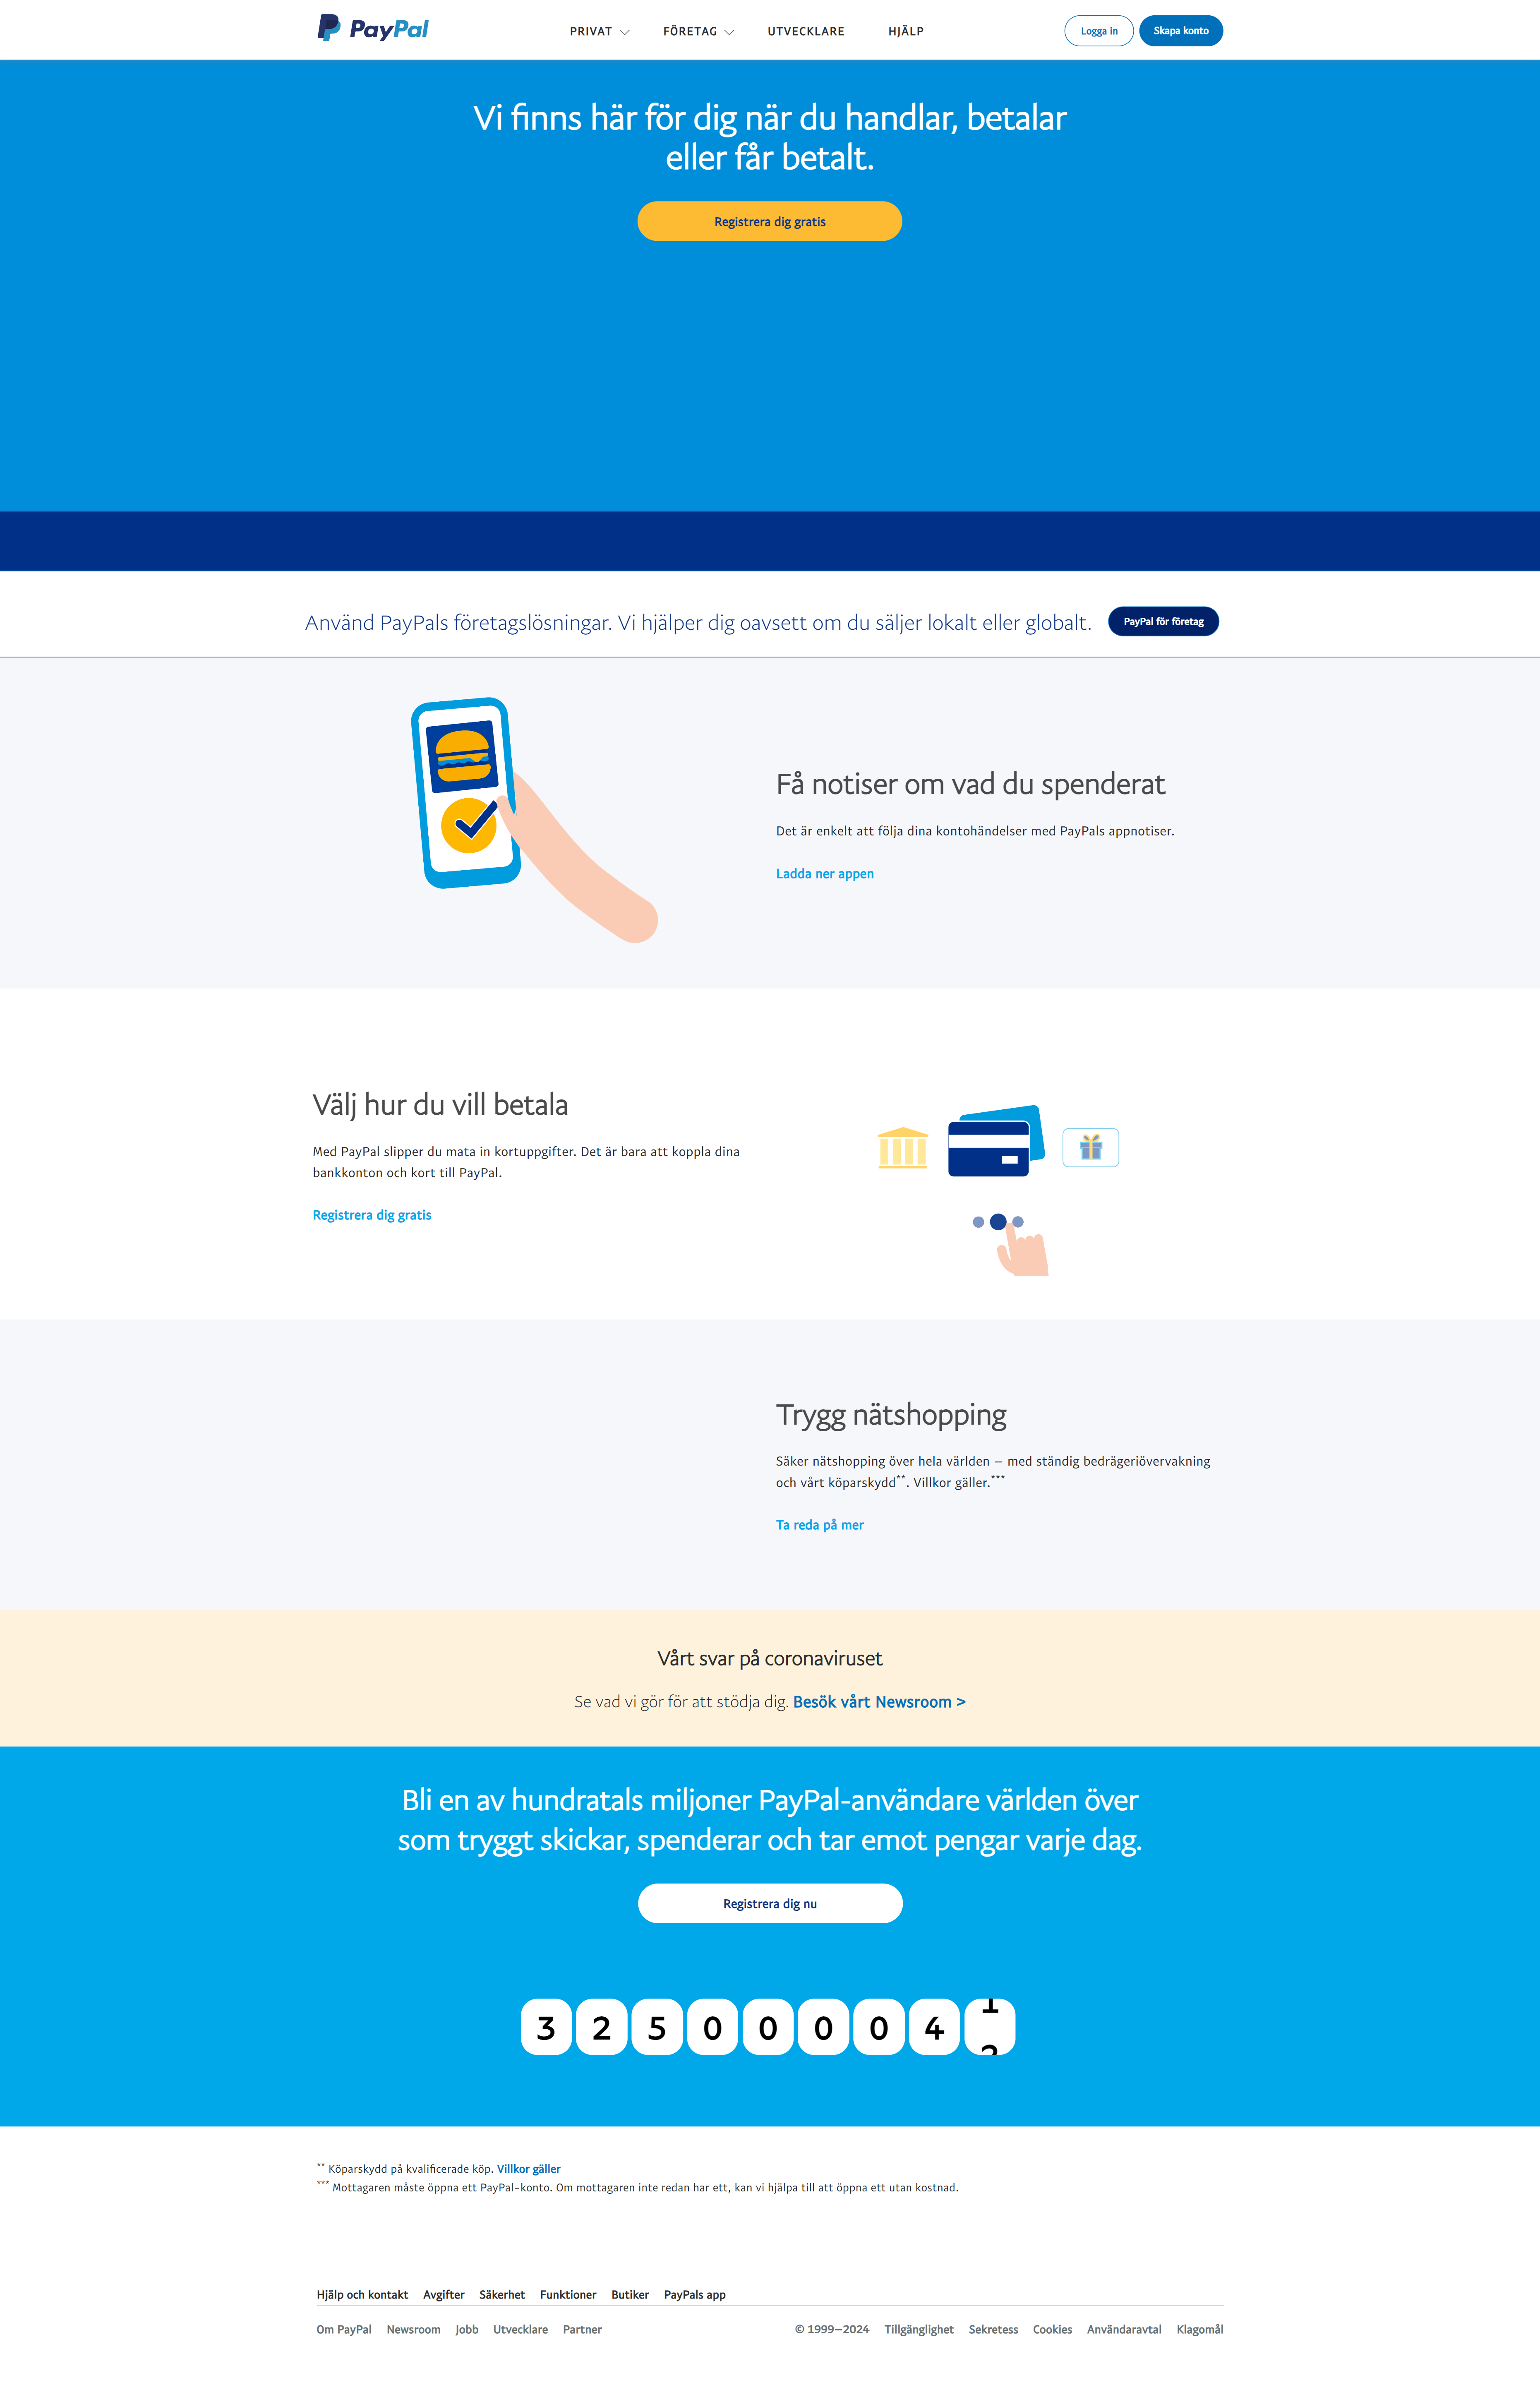 PayPal
PRIVAT
FÖRETAG
UTVECKLARE
HJÄLP
Logga in
Skapa konto
Vi finns här för dig när du handlar, betalar
eller får betalt.
Registrera dig gratis
Använd PayPals företagslösningar. Vi hjälper dig oavsett om du säljer lokalt eller globalt.
PayPal för företag
Få notiser om vad du spenderat
Det är enkelt att följa dina kontohändelser med PayPals appnotiser.
Ladda ner appen
Välj hur du vill betala
Med PayPal slipper du mata in kortuppgifter. Det är bara att koppla dina
bankkonton och kort till PayPal.
Registrera dig gratis
Trygg nätshopping
Säker nätshopping över hela världen – med ständig bedrägeriövervakning
och vårt köparskydd**. Villkor gäller.***
Ta reda på mer
Vårt svar på coronaviruset
Se vad vi gör för att stödja dig. Besök vårt Newsroom >
Bli en av hundratals miljoner PayPal-användare världen över
som tryggt skickar, spenderar och tar emot pengar varje dag.
Registrera dig nu
3 2 5 0 0 0 0 4
** Köparskydd på kvalificerade köp. Villkor gäller
*** Mottagaren måste öppna ett PayPal-konto. Om mottagaren inte redan har ett, kan vi hjälpa till att öppna ett utan kostnad.
Hjälp och kontakt Avgifter Säkerhet Funktioner Butiker PayPals app
Om PayPal Newsroom Jobb Utvecklare Partner © 1999–2024 Tillgänglighet Sekretess Cookies Användaravtal Klagomål